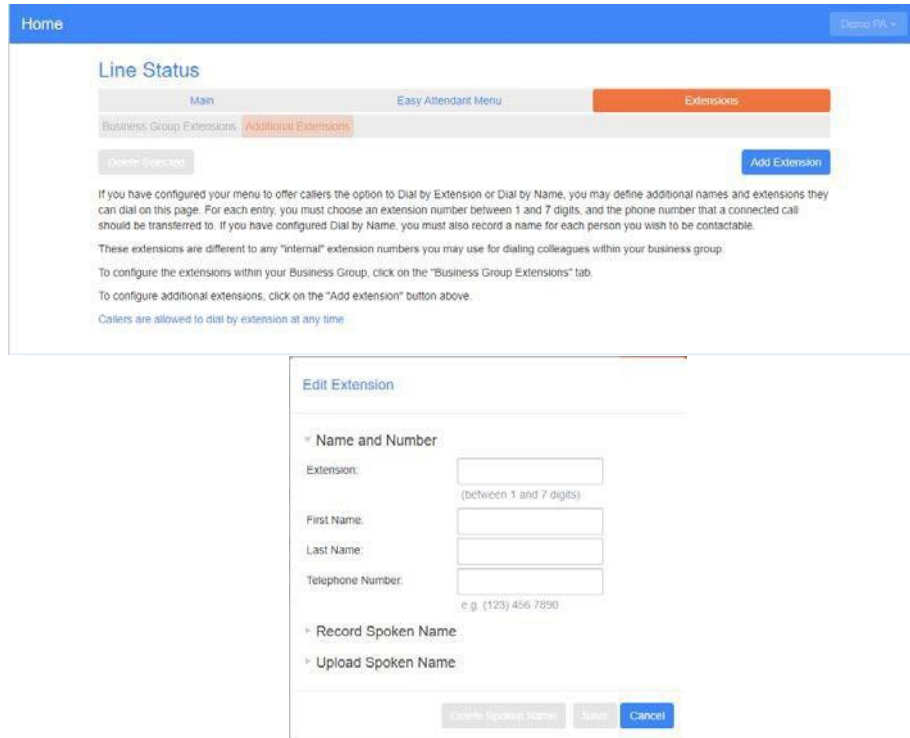 Home
Demo PA
Line Status
Main Easy Attendant Menu Extensions
Business Group Extensions Additional Extensions
Delete Selected Add Extension
If you have configured your menu to offer callers the option to Dial by Extension or Dial by Name, you may define additional names and extensions they
can dial on this page. For each entry, you must choose an extension number between 1 and 7 digits, and the phone number that a connected call
should be transferred to. If you have configured Dial by Name, you must also record a name for each person you wish to be contactable.
These extensions are different to any "internal" extension numbers you may use for dialing colleagues within your business group.
To configure the extensions within your Business Group, click on the "Business Group Extensions" tab.
To configure additional extensions, click on the "Add extension" button above.
Callers are allowed to dial by extension at any time
Edit Extension
Name and Number
Extension:
(between 1 and 7 digits)
First Name:
Last Name:
Telephone Number:
e.g. (123) 456 7890
Record Spoken Name
Upload Spoken Name
Delete Spoken Name Save Cancel